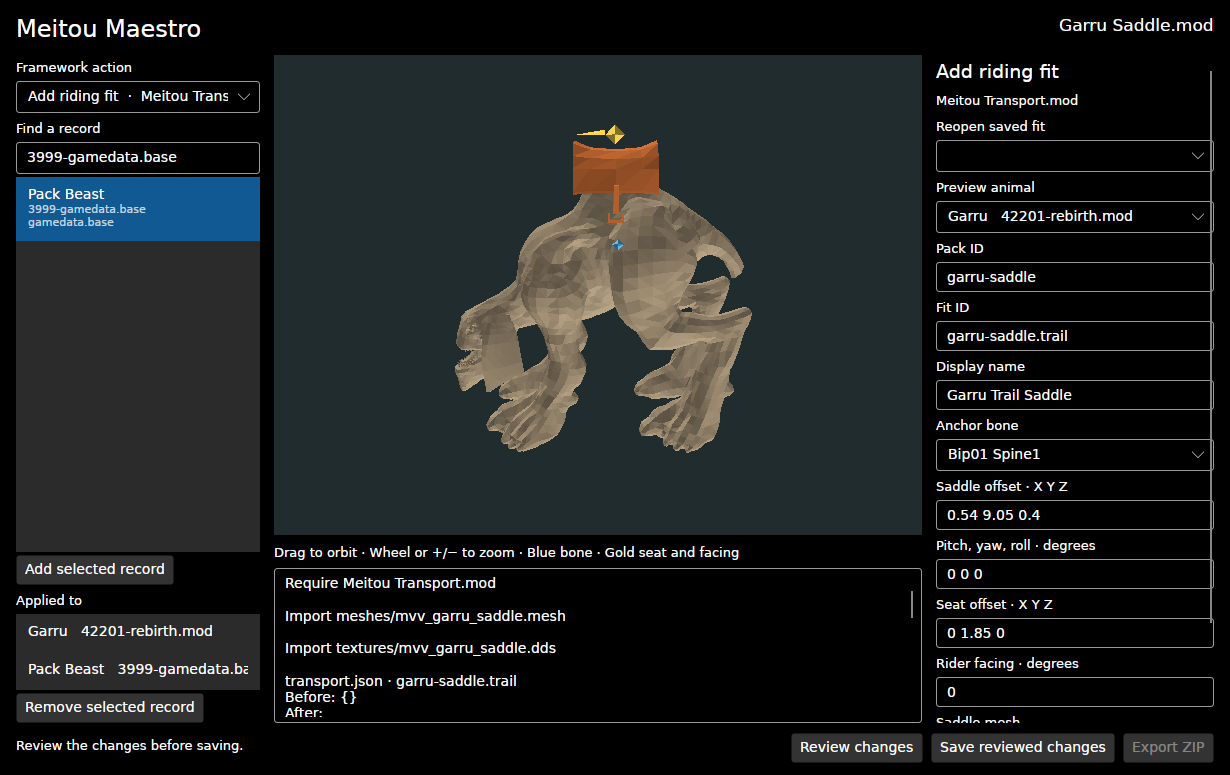 Meitou Maestro
Garru Saddle.mod
Framework action
Add riding fit · Meitou Trans
Find a record
3999-gamedata.base
Pack Beast
3999-gamedata.base
gamedata.base
Add selected record
Applied to
Garru 42201-rebirth.mod
Pack Beast 3999-gamedata.ba
Remove selected record
Review the changes before saving.
Drag to orbit · Wheel or +/− to zoom · Blue bone · Gold seat and facing
Require Meitou Transport.mod
Import meshes/mvv_garru_saddle.mesh
Import textures/mvv_garru_saddle.dds
transport.json · garru-saddle.trail
Before: {}
After:
Add riding fit
Meitou Transport.mod
Reopen saved fit
Preview animal
Garru 42201-rebirth.mod
Pack ID
garru-saddle
Fit ID
garru-saddle.trail
Display name
Garru Trail Saddle
Anchor bone
Bip01 Spine1
Saddle offset · X Y Z
0.54 9.05 0.4
Pitch, yaw, roll · degrees
0 0 0
Seat offset · X Y Z
0 1.85 0
Rider facing · degrees
0
Saddle mesh
Review changes
Save reviewed changes
Export ZIP